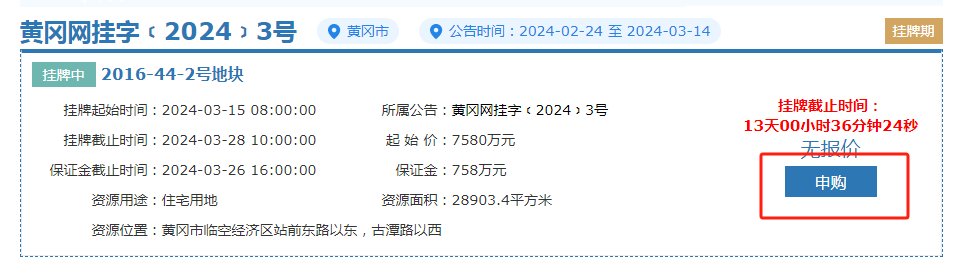 黄冈网挂字﹝2024﹞3号
黄冈市
公告时间：2024-02-24 至 2024-03-14
挂牌期
挂牌中
2016-44-2号地块
挂牌起始时间：2024-03-15 08:00:00
所属公告：黄冈网挂字﹝2024﹞3号
挂牌截止时间：2024-03-28 10:00:00
起 始 价：7580万元
保证金截止时间：2024-03-26 16:00:00
保证金：758万元
资源用途：住宅用地
资源面积：28903.4平方米
资源位置：黄冈市临空经济区站前东路以东，古潭路以西
挂牌截止时间：
13天00小时36分钟24秒
无报价
申购